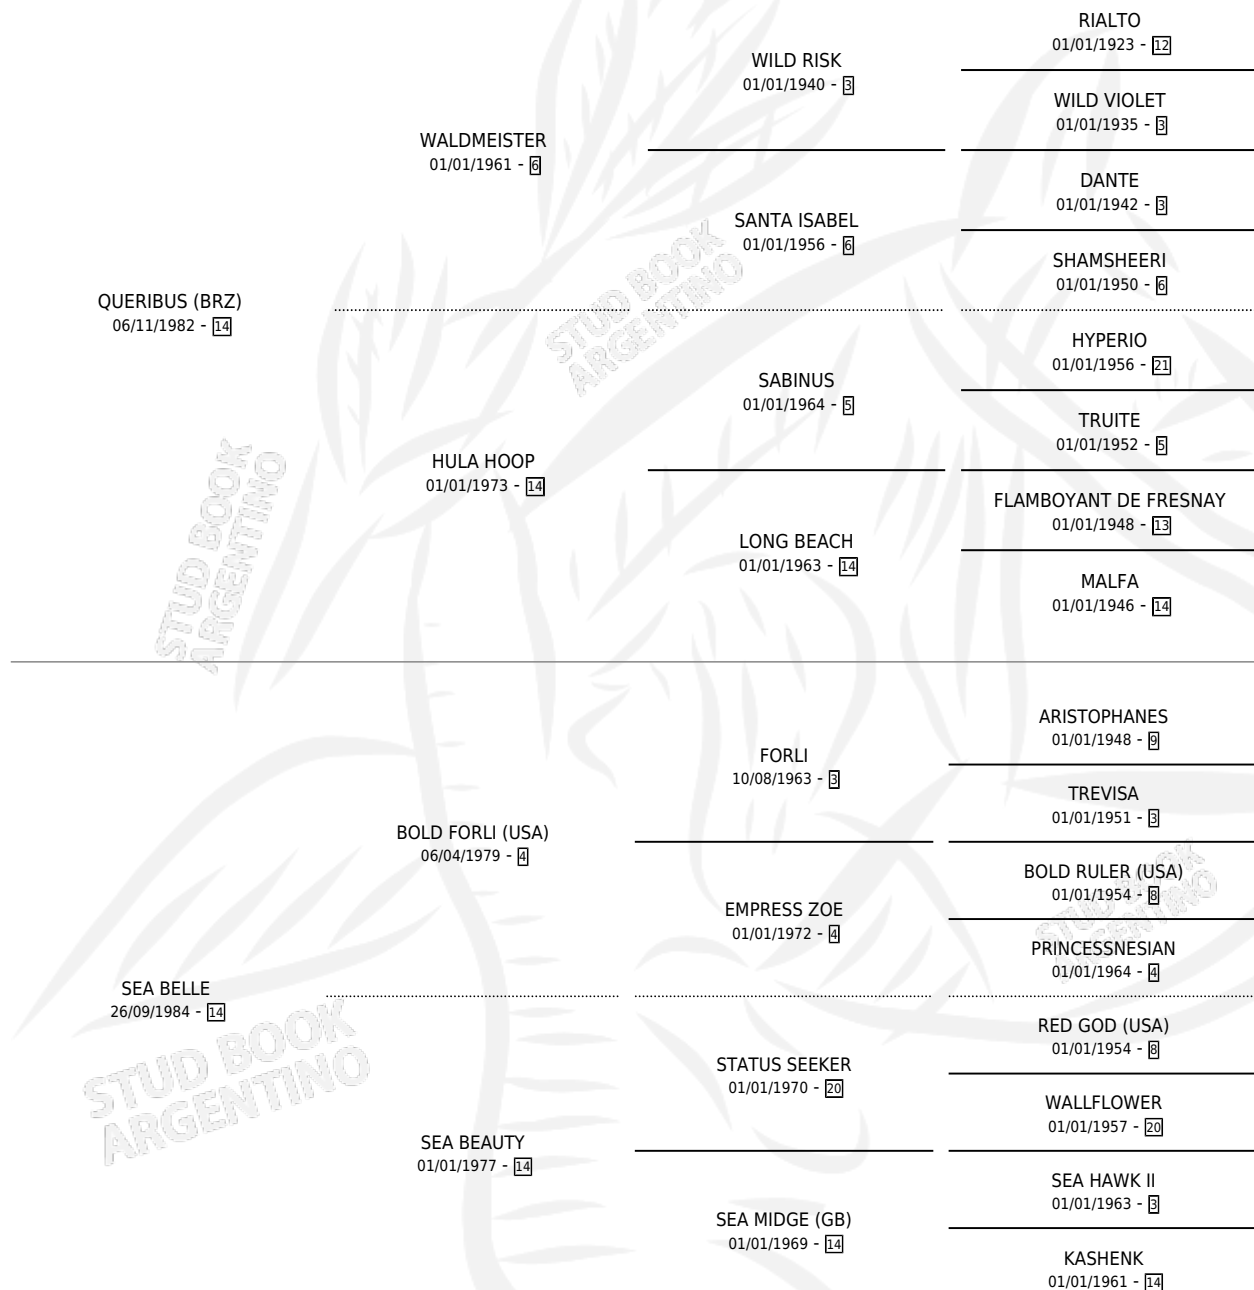 RIALTO
01/01/1923 - 12
WILD RISK
01/01/1940 - 3
WILD VIOLET
01/01/1935 - 3
WALDMEISTER
01/01/1961 - 6
DANTE
01/01/1942 - 3
SANTA ISABEL
01/01/1956 - 6
SHAMSHEERI
01/01/1950 - 6
QUERIBUS (BRZ)
06/11/1982 - 14
HYPERIO
01/01/1956 - 21
SABINUS
01/01/1964 - 5
TRUITE
01/01/1952 - 5
HULA HOOP
01/01/1973 - 14
FLAMBOYANT DE FRESNAY
01/01/1948 - 13
LONG BEACH
01/01/1963 - 14
MALFA
01/01/1946 - 14
ARISTOPHANES
01/01/1948 - 9
FORLI
10/08/1963 - 3
TREVISA
01/01/1951 - 3
BOLD FORLI (USA)
06/04/1979 - 4
BOLD RULER (USA)
01/01/1954 - 8
EMPRESS ZOE
01/01/1972 - 4
PRINCESSNESIAN
01/01/1964 - 4
SEA BELLE
26/09/1984 - 14
RED GOD (USA)
01/01/1954 - 8
STATUS SEEKER
01/01/1970 - 20
WALLFLOWER
01/01/1957 - 20
SEA BEAUTY
01/01/1977 - 14
SEA HAWK II
01/01/1963 - 3
SEA MIDGE (GB)
01/01/1969 - 14
KASHENK
01/01/1961 - 14
STUD BOOK
ARGENTINO
STUD BOOK
ARGENTINO
STUD BOOK
ARGENTINO
STUD BOOK
ARGENTINO